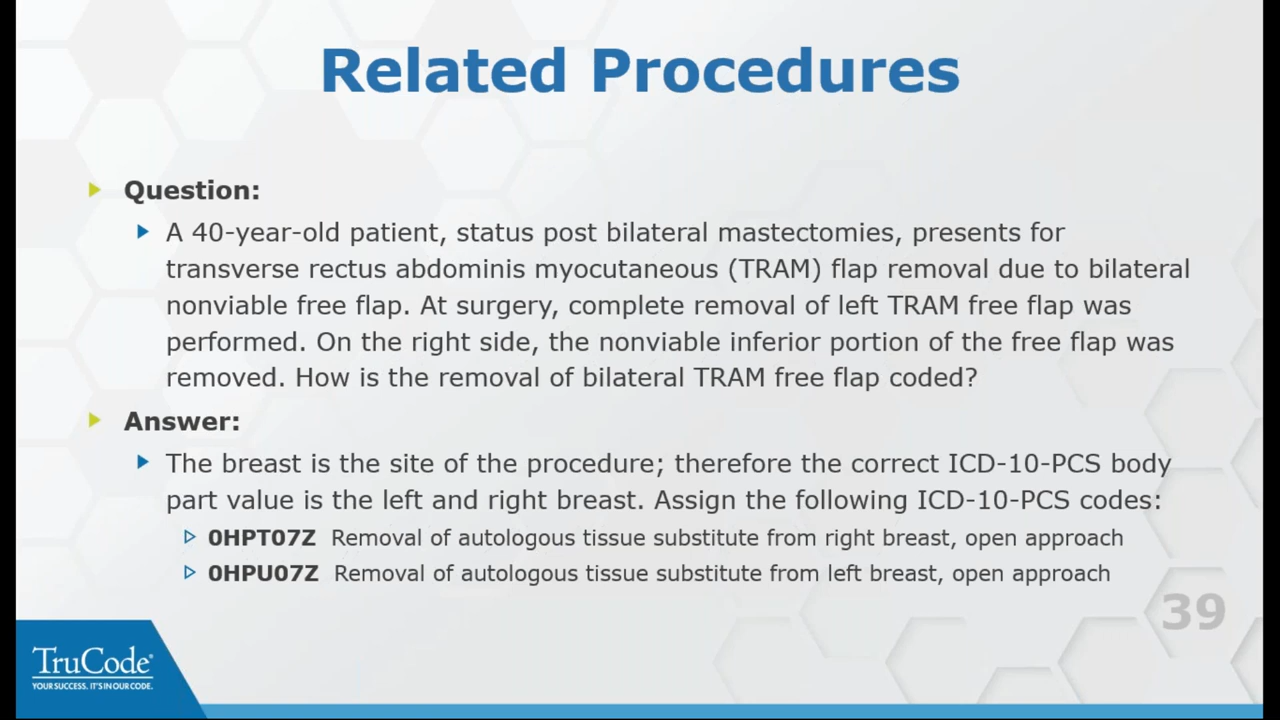 Related Procedures
Question:
A 40-year-old patient, status post bilateral mastectomies, presents for
transverse rectus abdominis myocutaneous (TRAM) flap removal due to bilateral
nonviable free flap. At surgery, complete removal of left TRAM free flap was
performed. On the right side, the nonviable inferior portion of the free flap was
removed. How is the removal of bilateral TRAM free flap coded?
Answer:
The breast is the site of the procedure; therefore the correct ICD-10-PCS body
part value is the left and right breast. Assign the following ICD-10-PCS codes:
0HPT07Z Removal of autologous tissue substitute from right breast, open approach
0HPU07Z Removal of autologous tissue substitute from left breast, open approach
39
TruCode®
YOUR SUCCESS. IT'S IN OUR CODE.